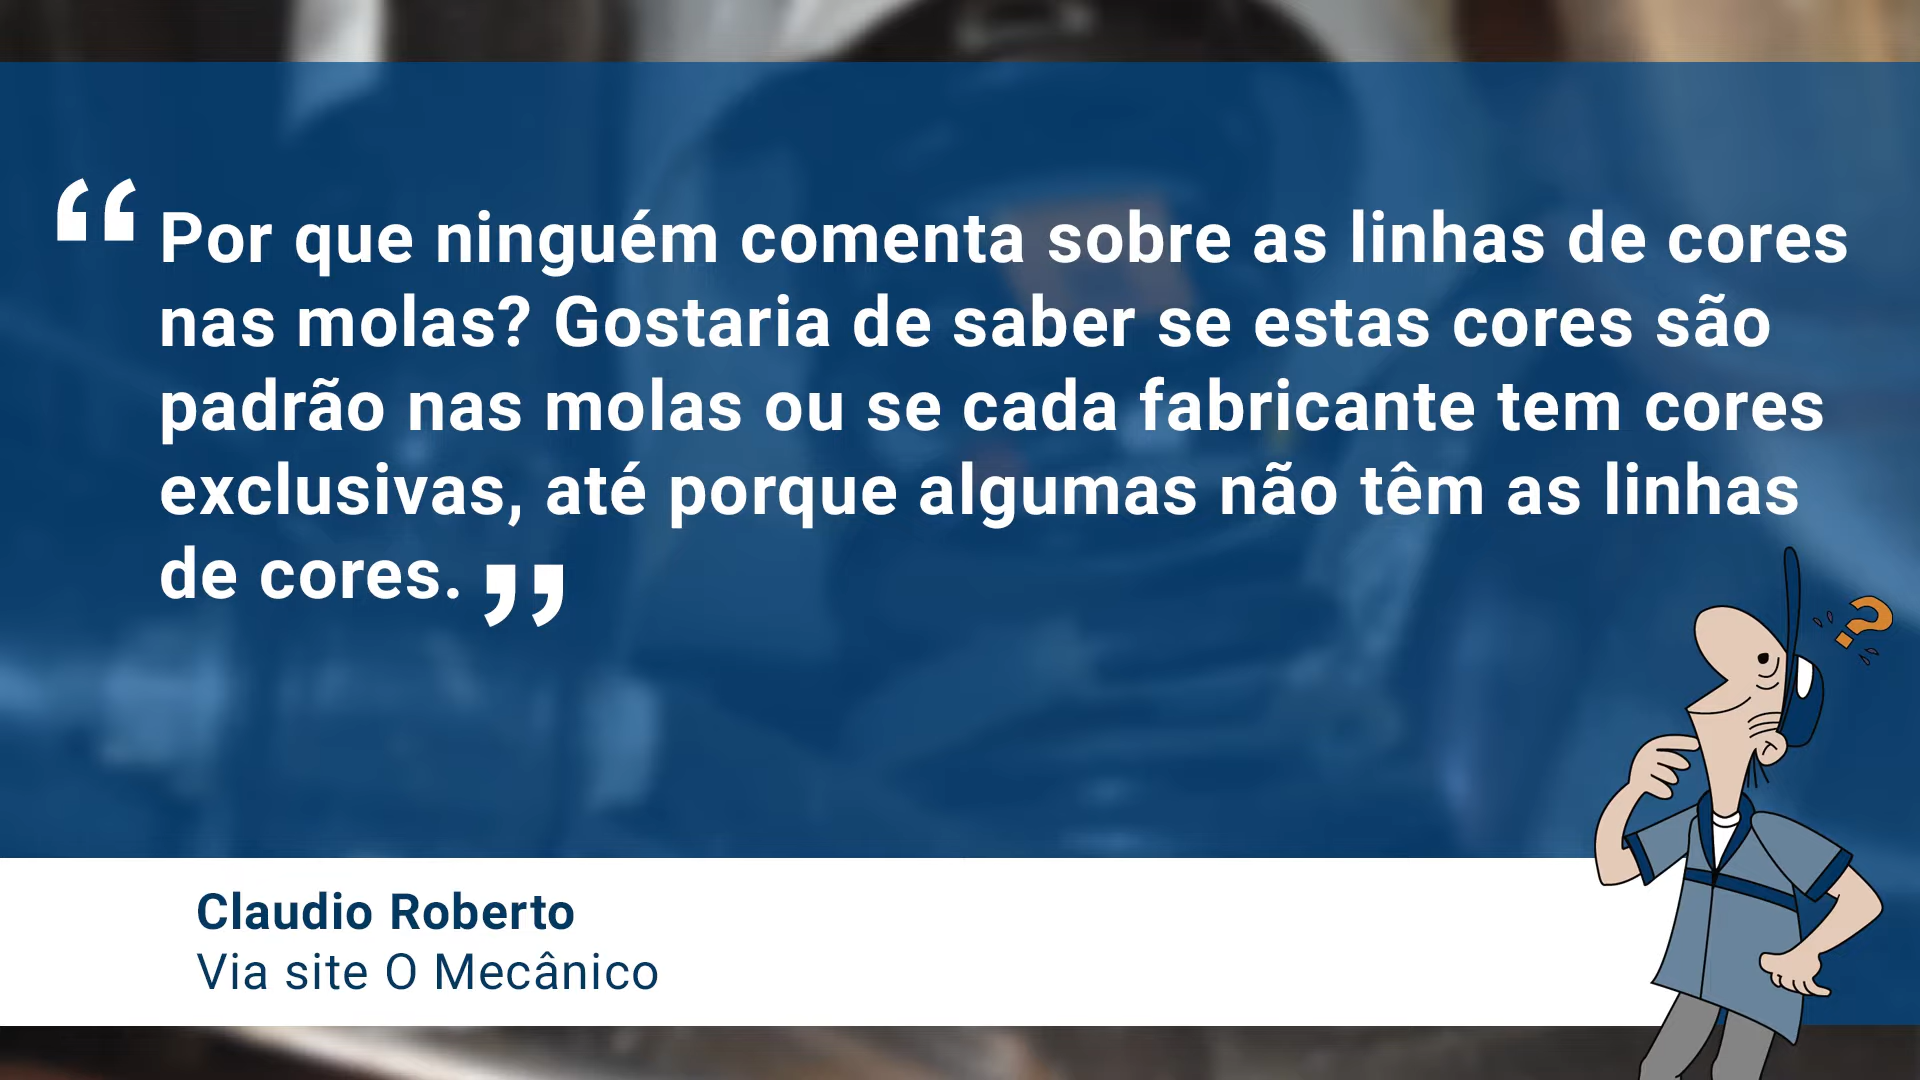 “Por que ninguém comenta sobre as linhas de cores
nas molas? Gostaria de saber se estas cores são
padrão nas molas ou se cada fabricante tem cores
exclusivas, até porque algumas não têm as linhas
de cores.”
Claudio Roberto
Via site O Mecânico
?